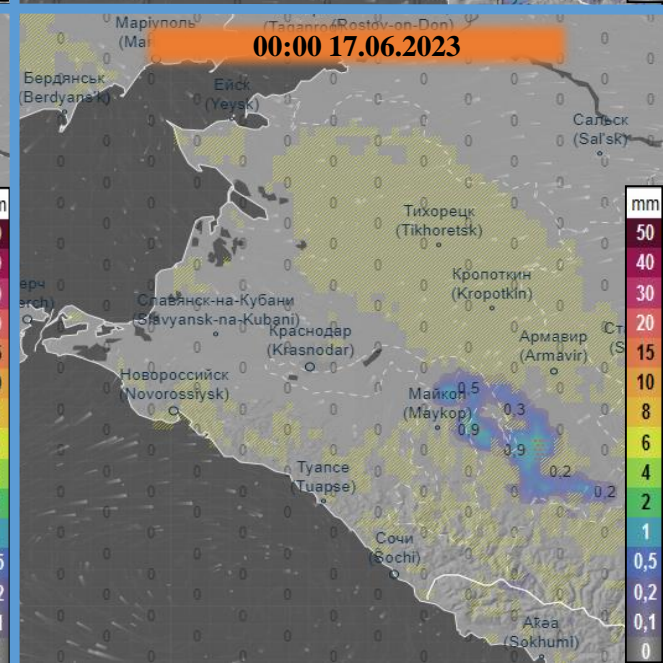 00:00 17.06.2023
Маріуполь
(Taganrog)
(Rostov-on-Don)
Бердянськ
(Berdyans'k)
Ейск
(Yeysk)
Сальск
(Sal'sk)
Тихорецк
(Tikhoretsk)
Кропоткин
(Kropotkin)
Славянск-на-Кубани
(Slavyansk-na-Kubani)
Краснодар
(Krasnodar)
Армавир
(Armavir)
Новороссийск
(Novorossiysk)
Майкоп
(Maykop)
0.5
0.3
0.9
0.9
0.2
0.2
Туапсе
(Tuapse)
Сочи
(Sochi)
Аҟәа
(Sokhumi)
mm
50
40
30
20
15
10
8
6
4
2
1
0,5
0,2
0,1
0